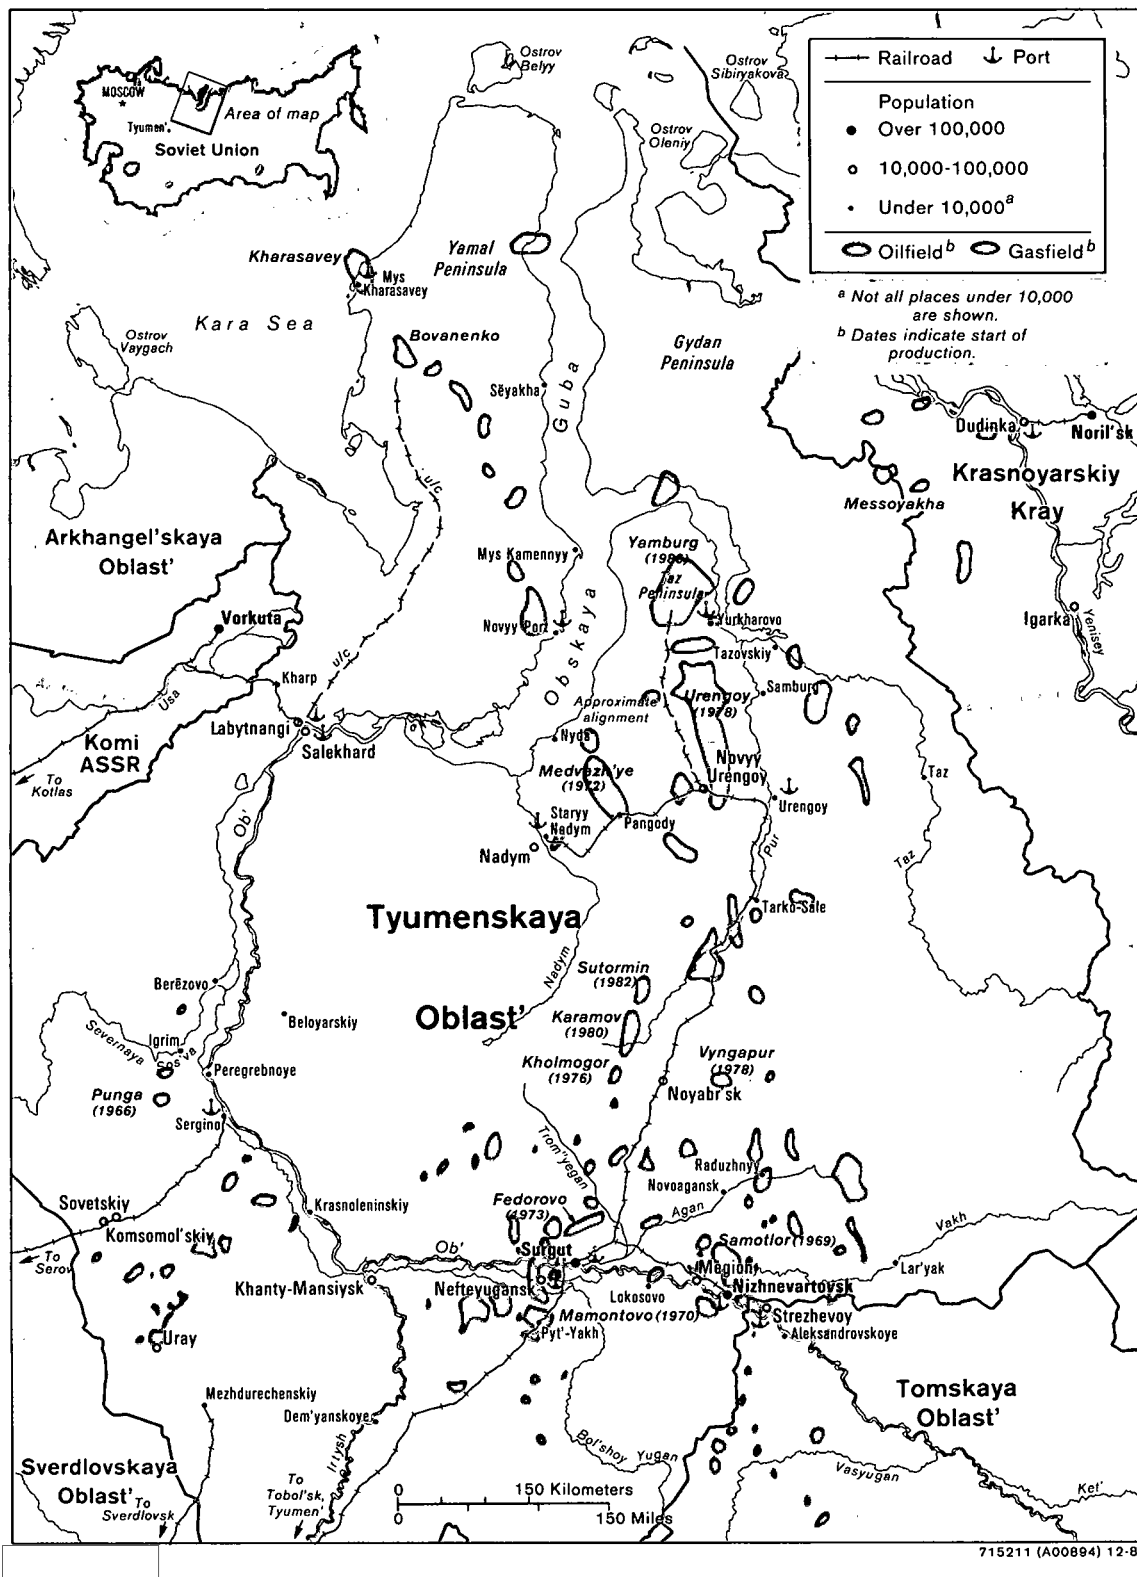 Railroad
Port
Population
Over 100,000
10,000-100,000
Under 10,000a
Oilfield b
Gasfield b
a Not all places under 10,000
are shown.
b Dates indicate start of
production.
MOSCOW
Tyumen'
Area of map
Soviet Union
Ostrov
Belyy
Ostrov
Sibiryakova
Ostrov
Oleniy
Kharasavey
Mys
Kharasavey
Yamal
Peninsula
Kara Sea
Ostrov
Vaygach
Bovanenko
Gydan
Peninsula
Sëyakha
Guba
Obskaya
Dudinka
Noril'sk
Krasnoyarskiy
Kray
Messoyakha
u/c
Arkhangel'skaya
Oblast'
Mys Kamennyy
Yamburg
Taz
Peninsula
Yurkharovo
Igarka
Yenisey
Vorkuta
Novyy Port
Tazovskiy
u/c
Kharp
Usa
Samburg
Urengoy
(1978)
Approximate
alignment
Labytnangi
Salekhard
Nyda
Komi
ASSR
To
Kotlas
Novyy
Urengoy
Medvezh'ye
(1972)
Taz
Urengoy
Ob'
Staryy
Nadym
Pangody
Nadym
Pur
Taz
Tyumenskaya
Oblast'
Tarko-Sale
Nadym
Sutormin
(1982)
Berëzovo
Karamov
(1980)
Beloyarskiy
Severnaya
Sos'va
Igrim
Kholmogor
(1976)
Vyngapur
(1978)
Peregrebnoye
Punga
(1966)
Noyabr'sk
Sergino
Trom"yegan
Raduzhnyy
Novoagansk
Sovetskiy
Komsomol'skiy
Krasnoleninskiy
Fedorovo
(1973)
Agan
Vakh
To
Serov
Ob'
Surgut
Samotlor (1969)
Lar'yak
Khanty-Mansiysk
Nefteyugansk
Lokosovo
Megion
Nizhnevartovsk
Mamontovo (1970)
Strezhevoy
Uray
Pyt'-Yakh
Aleksandrovskoye
Mezhdurechenskiy
Dem'yanskoye
Tomskaya
Oblast'
Irtysh
Bol'shoy Yugan
Vasyugan
Ket'
Sverdlovskaya
Oblast'
To
Sverdlovsk
To
Tobol'sk,
Tyumen'
0 150 Kilometers
0 150 Miles
715211 (A00894) 12-8